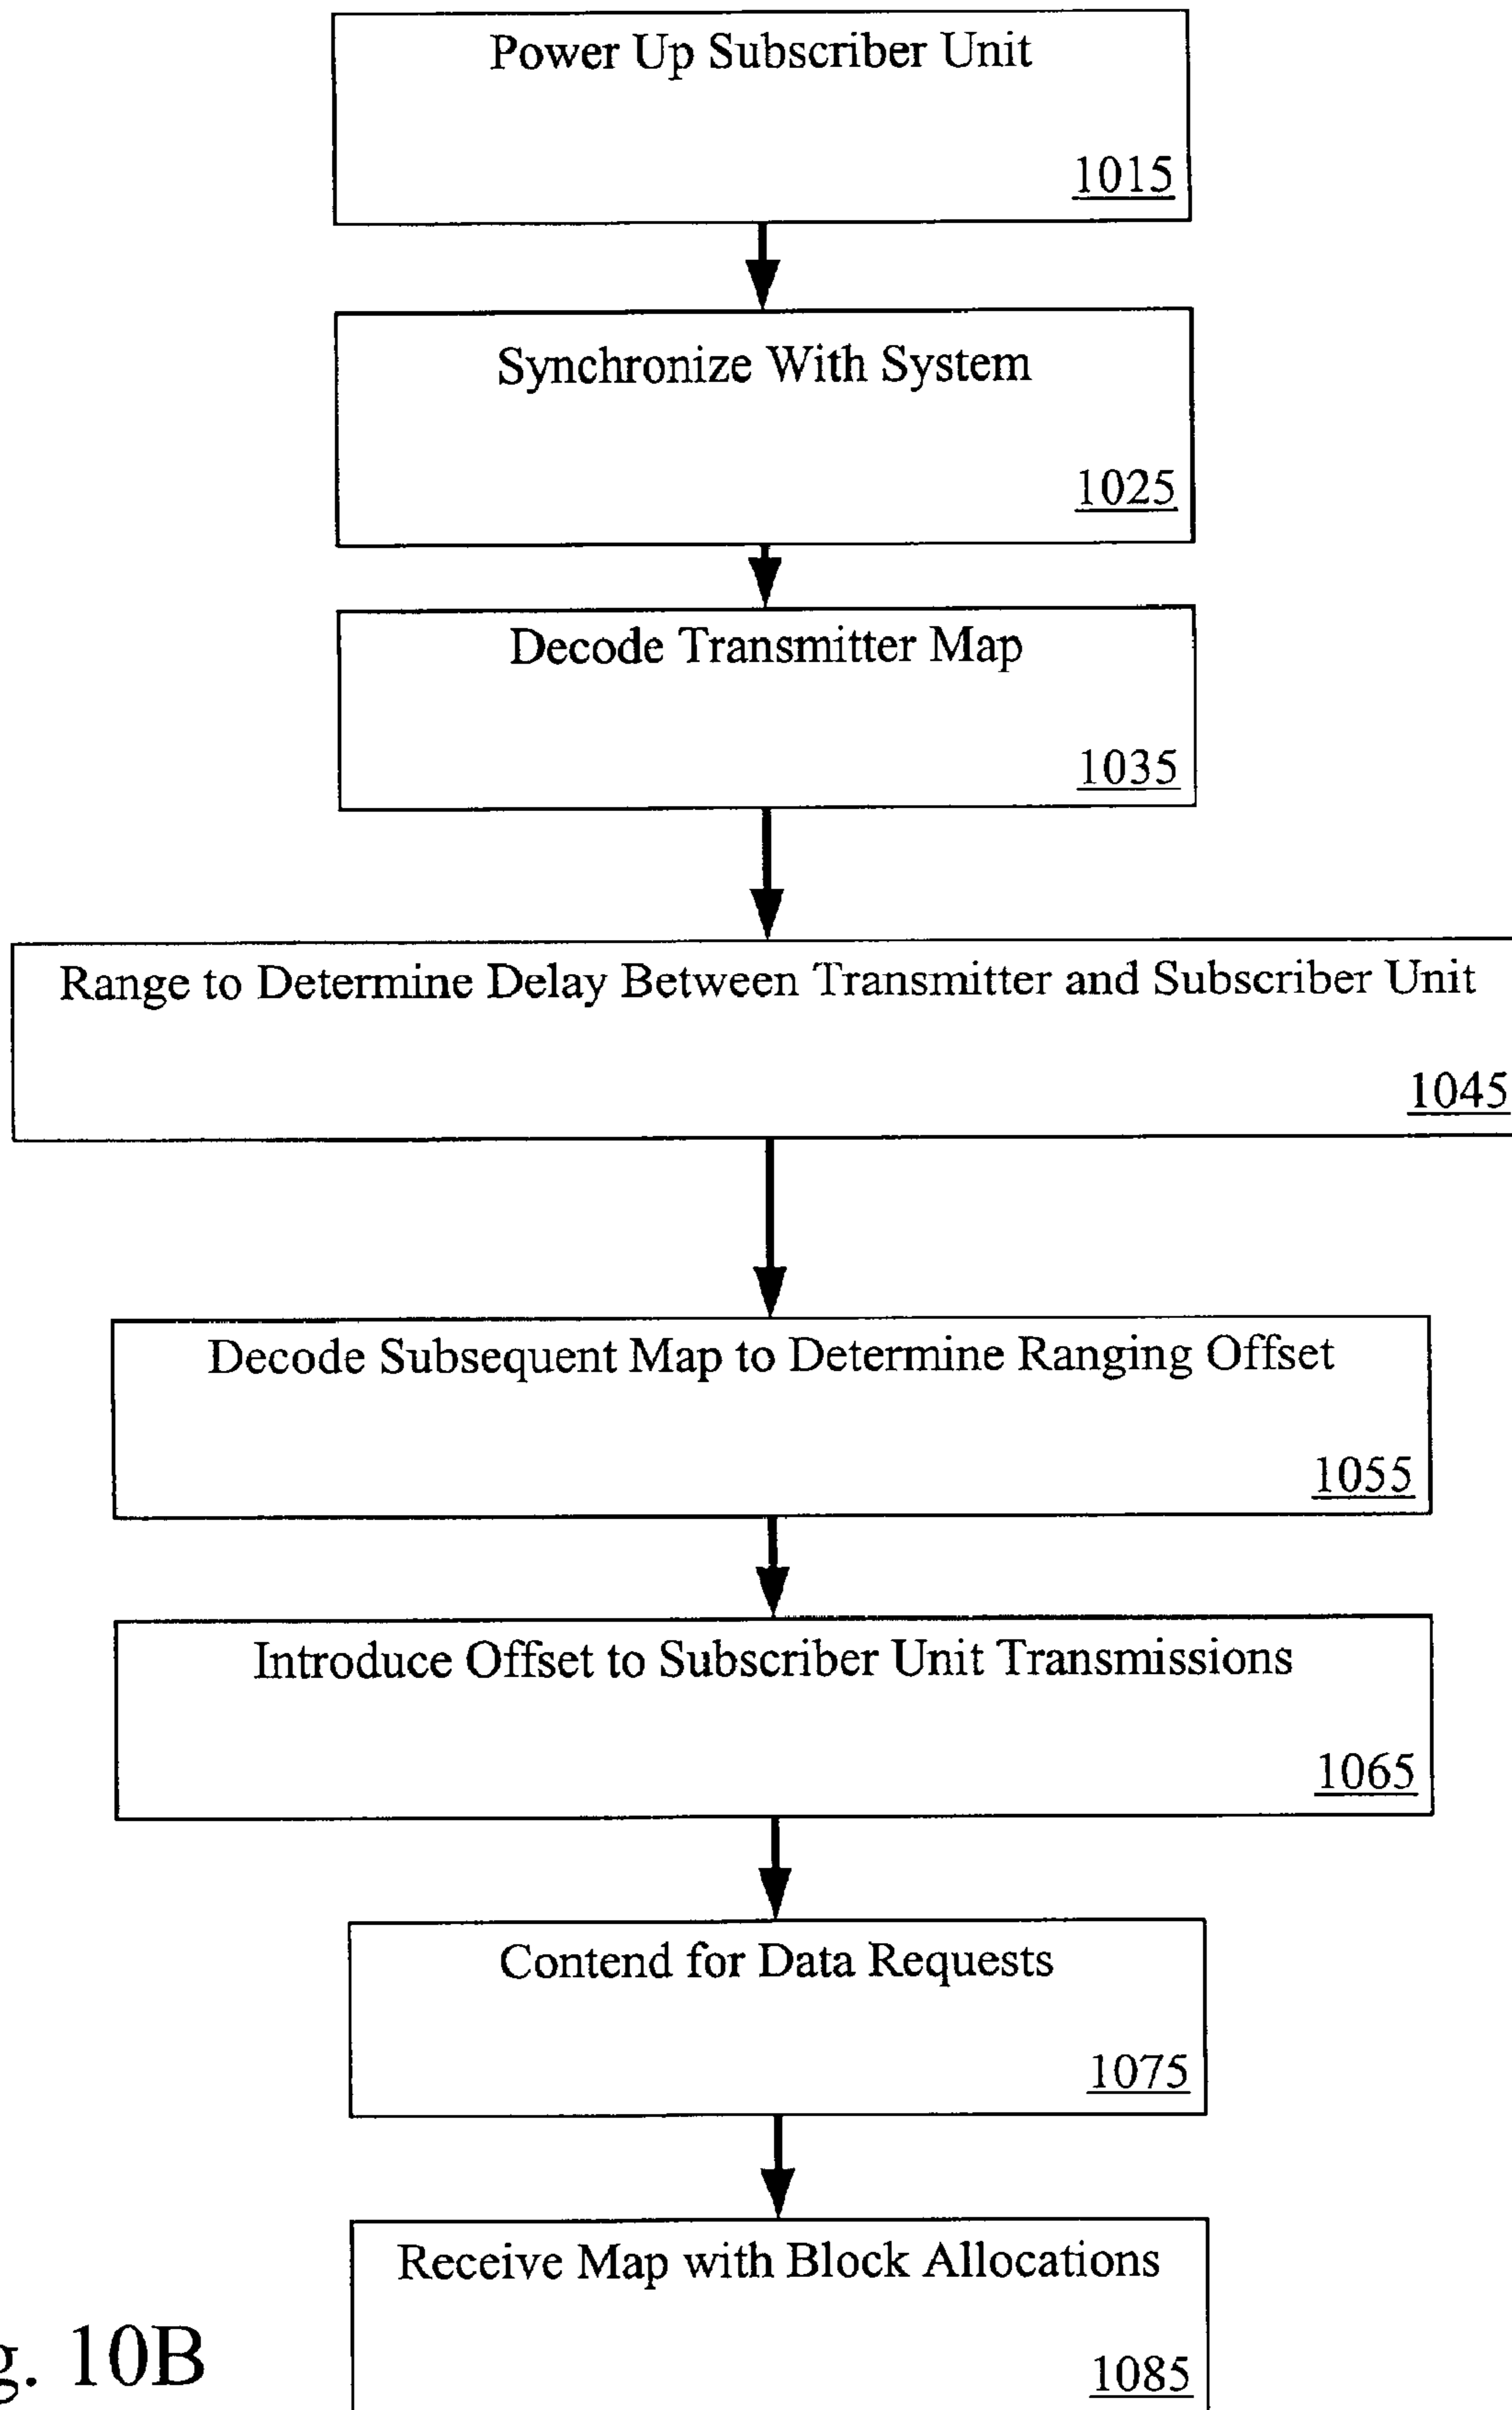 Power Up Subscriber Unit
1015
Synchronize With System
1025
Decode Transmitter Map
1035
Range to Determine Delay Between Transmitter and Subscriber Unit
1045
Decode Subsequent Map to Determine Ranging Offset
1055
Introduce Offset to Subscriber Unit Transmissions
1065
Contend for Data Requests
1075
Receive Map with Block Allocations
1085
g. 10B